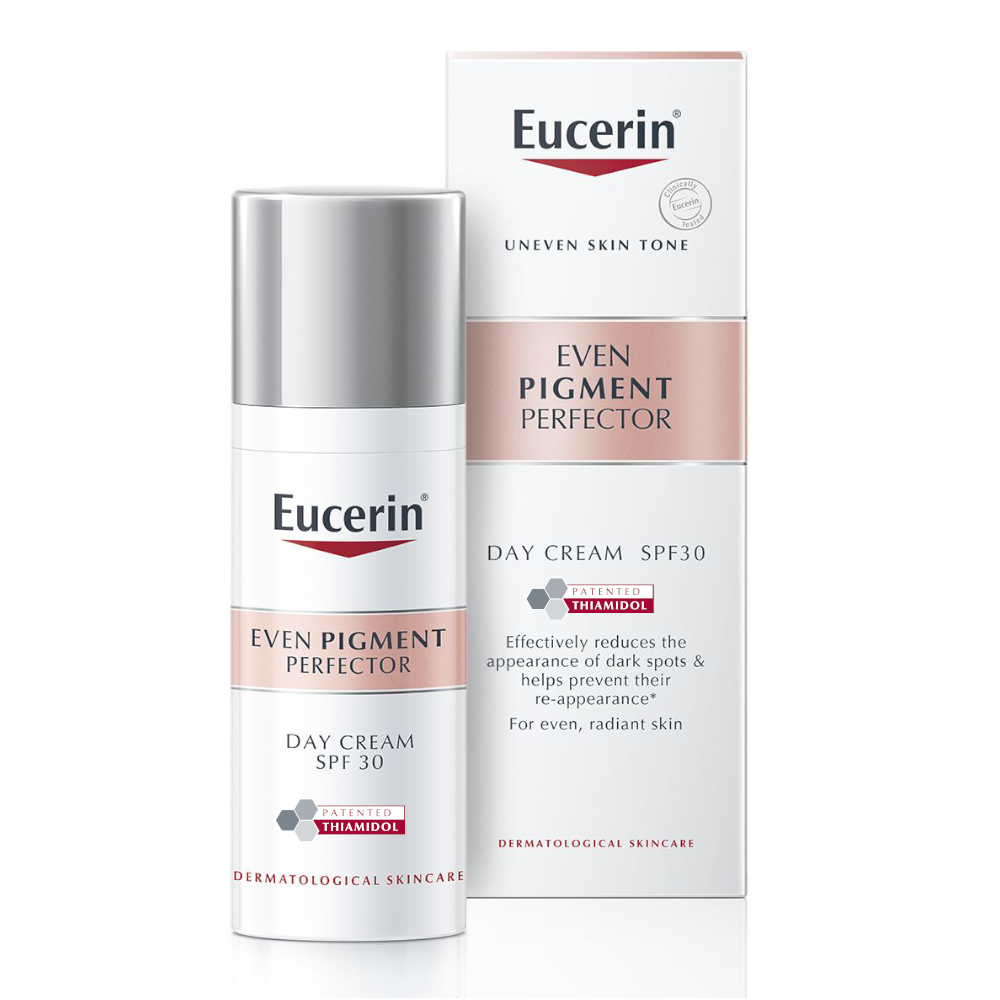 Eucerin®
Clinically
Eucerin
Tested
UNEVEN SKIN TONE
EVEN
PIGMENT
PERFECTOR
DAY CREAM SPF30
PATENTED
THIAMIDOL
Effectively reduces the
appearance of dark spots &
helps prevent their
re-appearance*
For even, radiant skin
DERMATOLOGICAL SKINCARE
Eucerin®
EVEN PIGMENT
PERFECTOR
DAY CREAM
SPF 30
PATENTED
THIAMIDOL
DERMATOLOGICAL SKINCARE